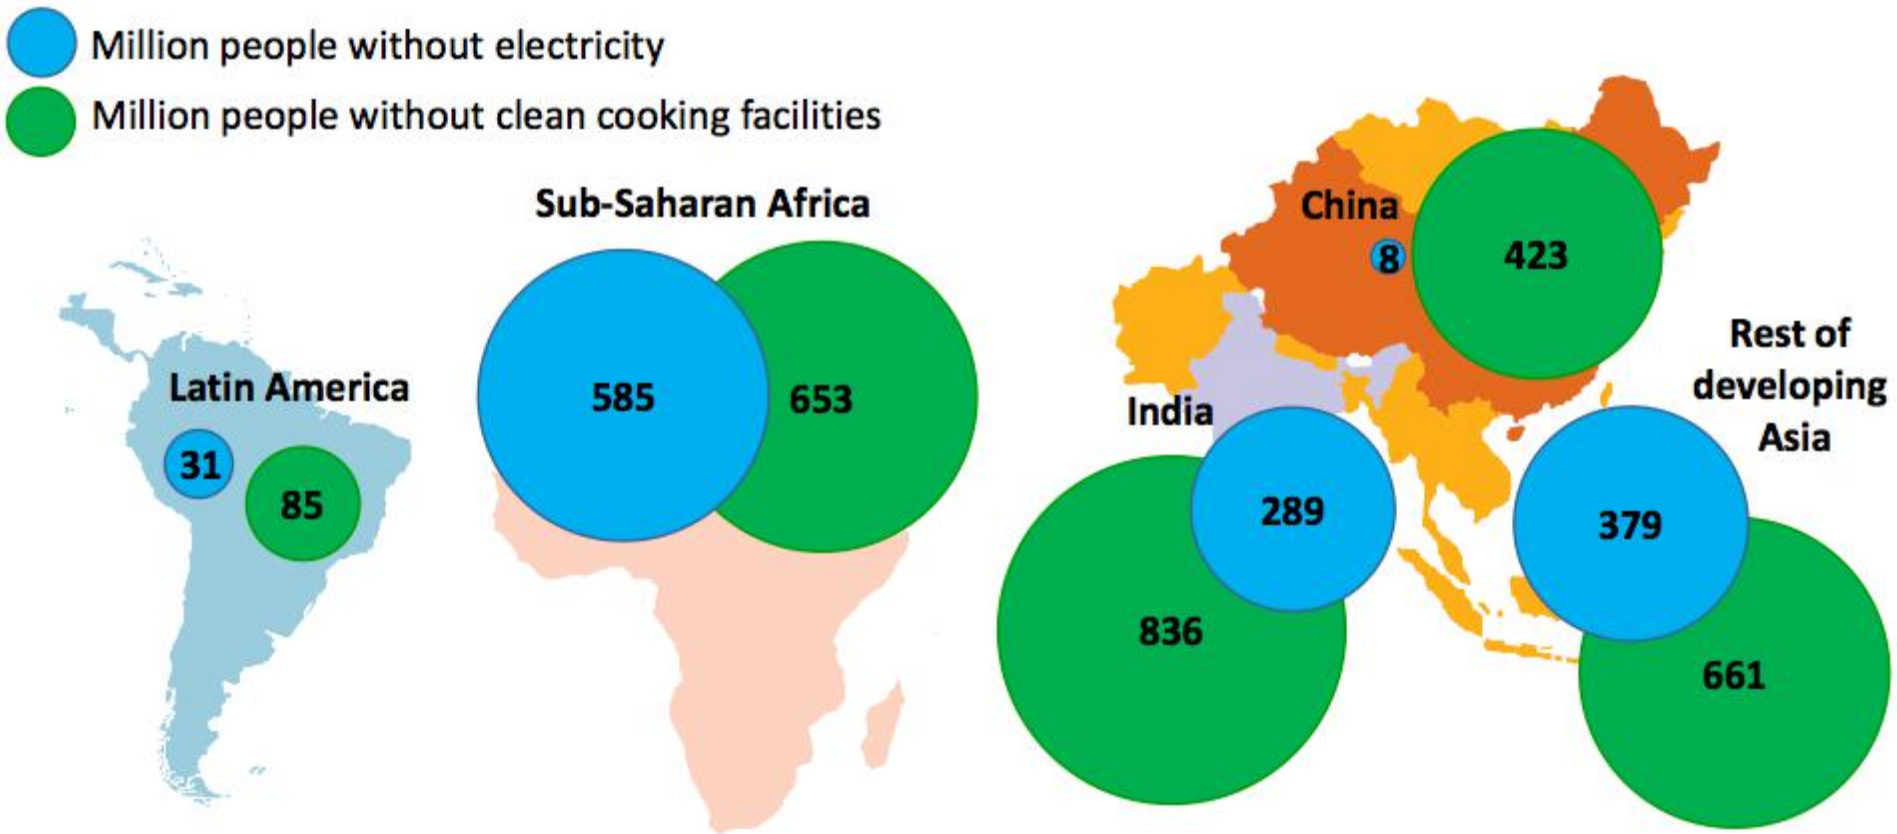 Million people without electricity
Million people without clean cooking facilities
Sub-Saharan Africa
585
653
Latin America
31
85
China
8
423
India
289
836
Rest of
developing
Asia
379
661